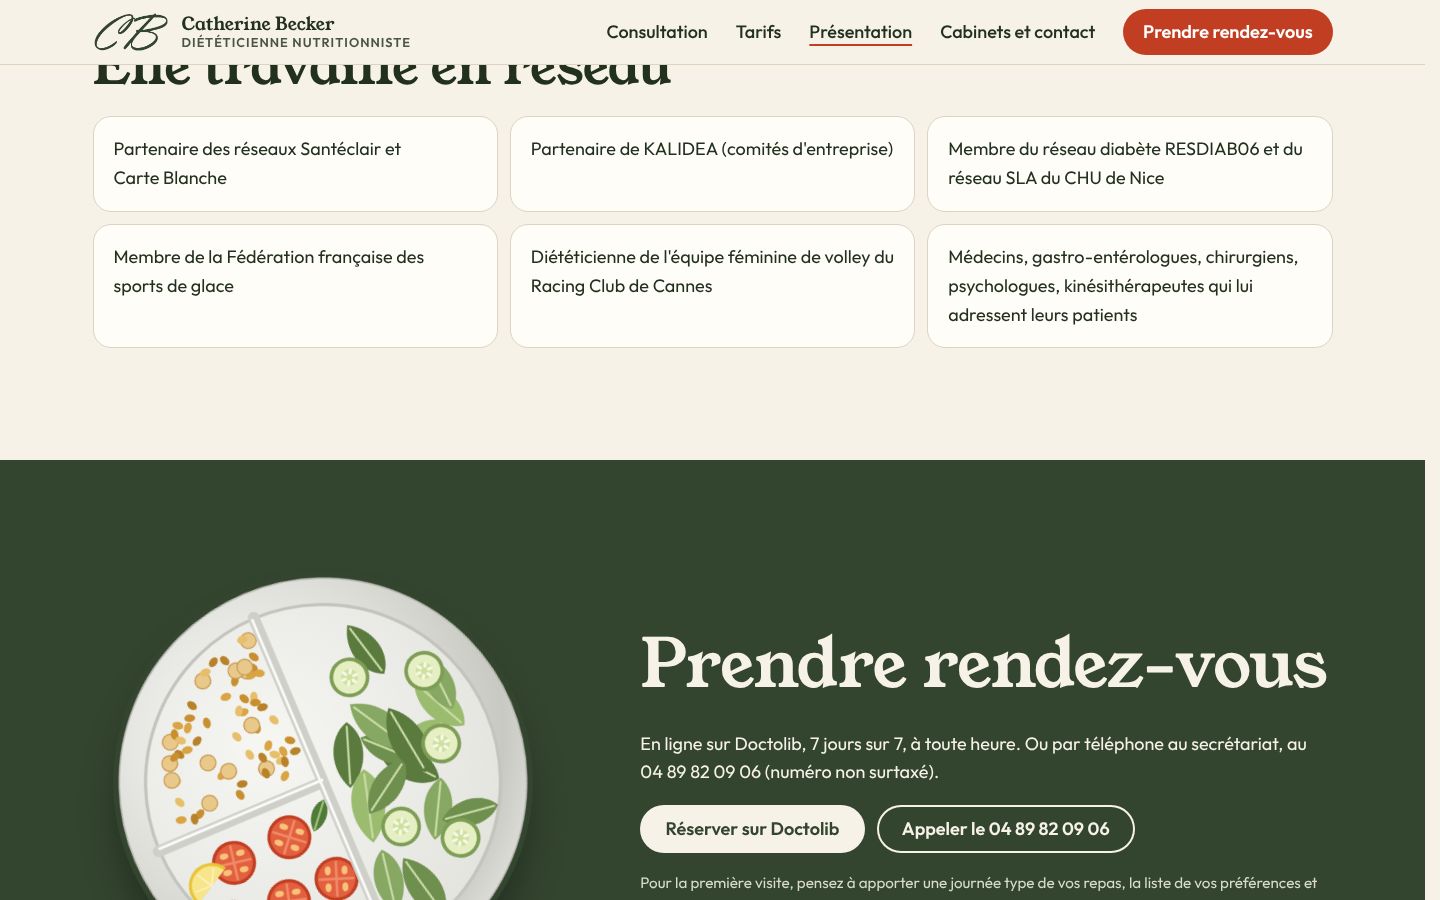 CB
Catherine Becker
DIÉTÉTICIENNE NUTRITIONNISTE
Consultation
Tarifs
Présentation
Cabinets et contact
Prendre rendez-vous
Elle travaille en réseau
Partenaire des réseaux Santéclair et
Carte Blanche
Partenaire de KALIDEA (comités d'entreprise)
Membre du réseau diabète RESDIAB06 et du
réseau SLA du CHU de Nice
Membre de la Fédération française des
sports de glace
Diététicienne de l'équipe féminine de volley du
Racing Club de Cannes
Médecins, gastro-entérologues, chirurgiens,
psychologues, kinésithérapeutes qui lui
adressent leurs patients
Prendre rendez-vous
En ligne sur Doctolib, 7 jours sur 7, à toute heure. Ou par téléphone au secrétariat, au
04 89 82 09 06 (numéro non surtaxé).
Réserver sur Doctolib
Appeler le 04 89 82 09 06
Pour la première visite, pensez à apporter une journée type de vos repas, la liste de vos préférences et